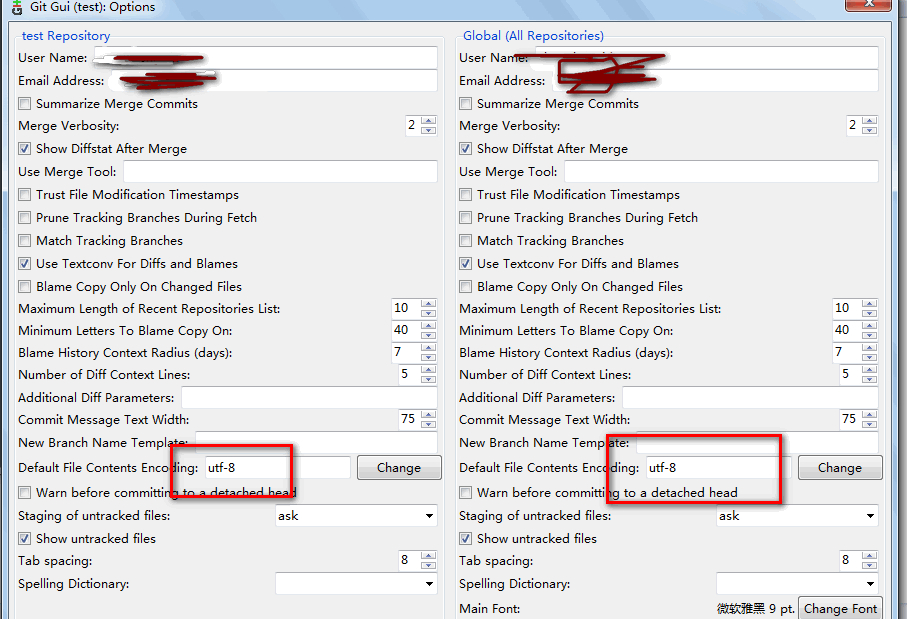 Git Gui (test): Options
test Repository
User Name:
Email Address:
Summarize Merge Commits
Merge Verbosity: 2
Show Diffstat After Merge
Use Merge Tool:
Trust File Modification Timestamps
Prune Tracking Branches During Fetch
Match Tracking Branches
Use Textconv For Diffs and Blames
Blame Copy Only On Changed Files
Maximum Length of Recent Repositories List: 10
Minimum Letters To Blame Copy On: 40
Blame History Context Radius (days): 7
Number of Diff Context Lines: 5
Additional Diff Parameters:
Commit Message Text Width: 75
New Branch Name Template:
Default File Contents Encoding: utf-8 Change
Warn before committing to a detached head
Staging of untracked files: ask
Show untracked files
Tab spacing: 8
Spelling Dictionary:
Global (All Repositories)
User Name:
Email Address:
Summarize Merge Commits
Merge Verbosity: 2
Show Diffstat After Merge
Use Merge Tool:
Trust File Modification Timestamps
Prune Tracking Branches During Fetch
Match Tracking Branches
Use Textconv For Diffs and Blames
Blame Copy Only On Changed Files
Maximum Length of Recent Repositories List: 10
Minimum Letters To Blame Copy On: 40
Blame History Context Radius (days): 7
Number of Diff Context Lines: 5
Additional Diff Parameters:
Commit Message Text Width: 75
New Branch Name Template:
Default File Contents Encoding: utf-8 Change
Warn before committing to a detached head
Staging of untracked files: ask
Show untracked files
Tab spacing: 8
Spelling Dictionary:
Main Font: 微软雅黑 9 pt. Change Font